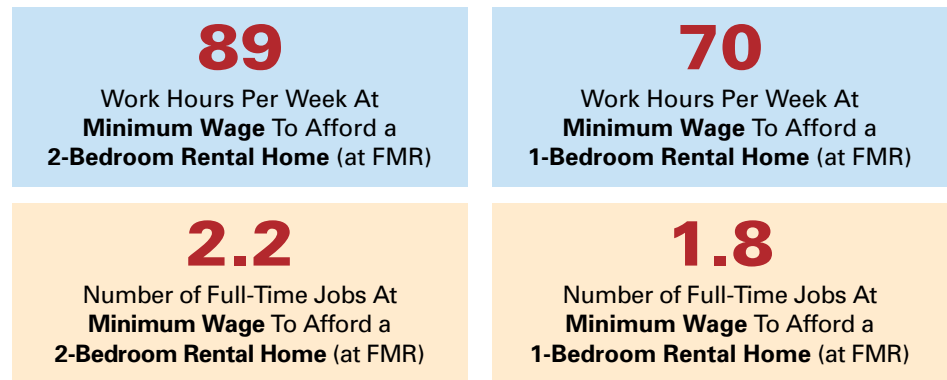 89
Work Hours Per Week At
Minimum Wage To Afford a
2-Bedroom Rental Home (at FMR)
70
Work Hours Per Week At
Minimum Wage To Afford a
1-Bedroom Rental Home (at FMR)
2.2
Number of Full-Time Jobs At
Minimum Wage To Afford a
2-Bedroom Rental Home (at FMR)
1.8
Number of Full-Time Jobs At
Minimum Wage To Afford a
1-Bedroom Rental Home (at FMR)